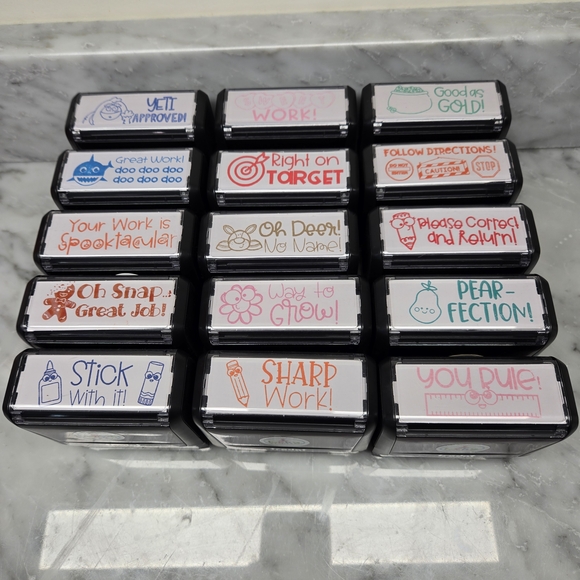 YETI
APPROVED!
WORK!
Good as
GOLD!
Great Work!
doo doo doo
doo doo doo
Right on
TARGET
FOLLOW DIRECTIONS!
CAUTION!
STOP
Your Work is
Spooktacular
Oh Deer!
No Name!
Please Correct
and Return!
Oh Snap...
Great Job!
Way to
Grow!
PEAR-
FECTION!
STICK
With it!
SHARP
Work!
YOU RULE!